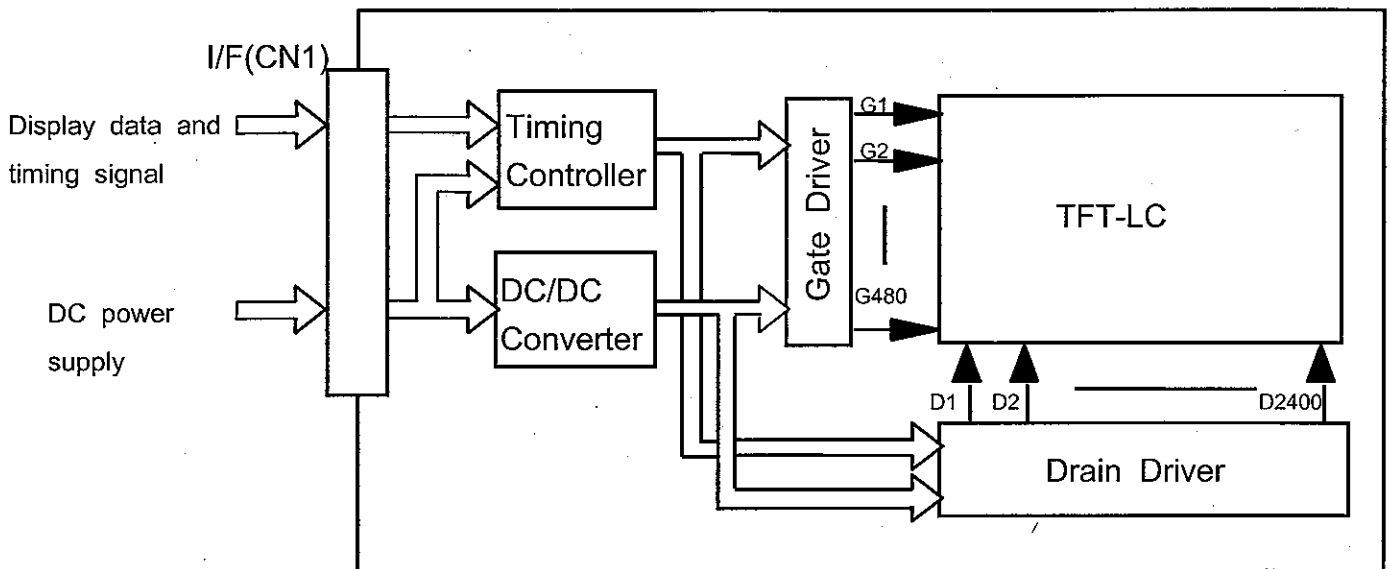 I/F(CN1)
Display data and
timing signal
DC power
supply
Timing
Controller
DC/DC
Converter
Gate Driver
G1
G2
G480
TFT-LC
D1
D2
D2400
Drain Driver